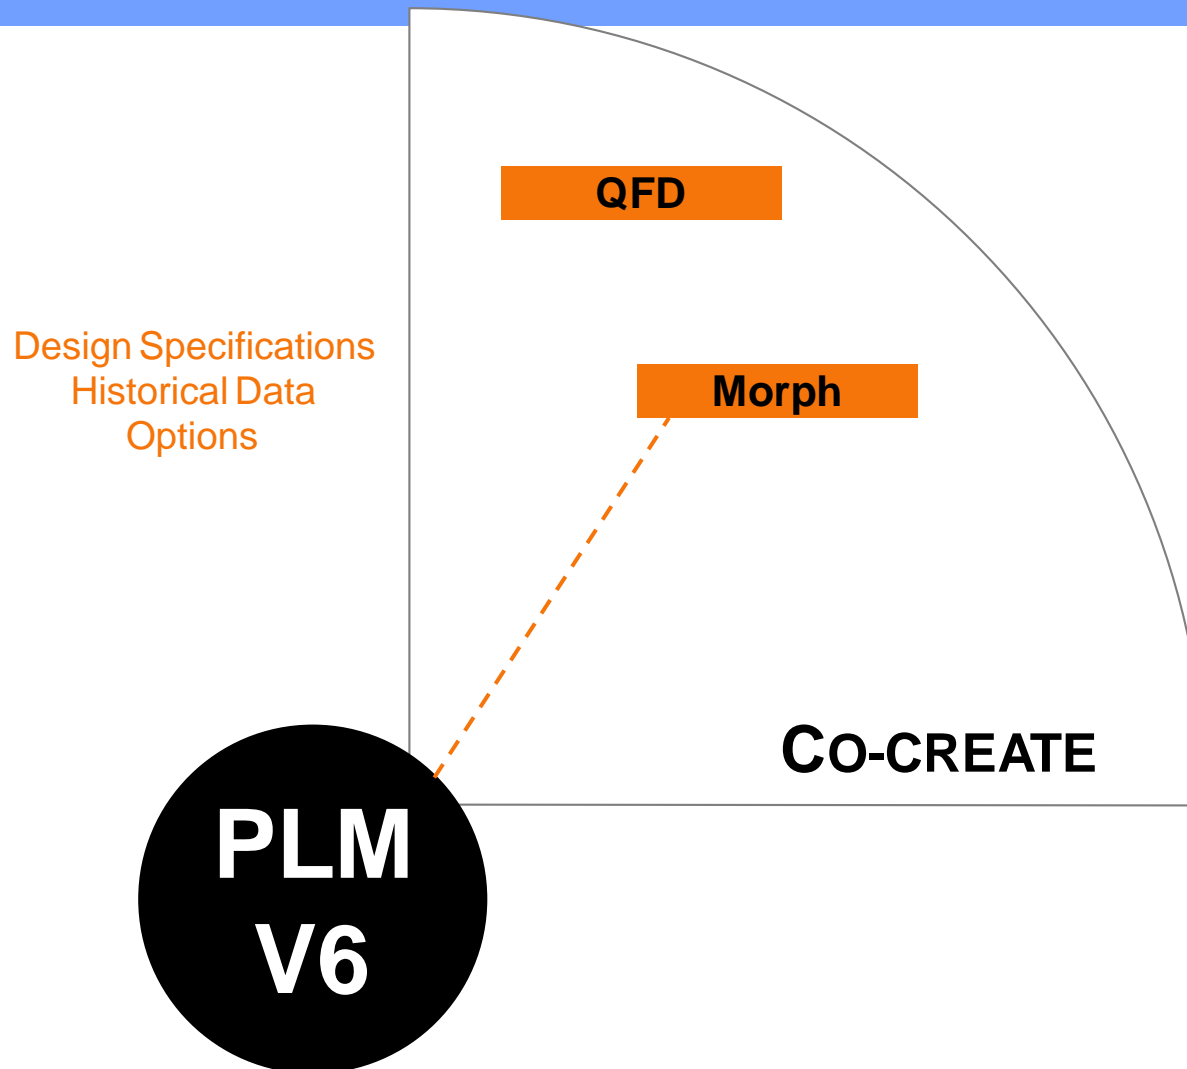 QFD
Design Specifications
Historical Data
Options
Morph
CO-CREATE
PLM
V6